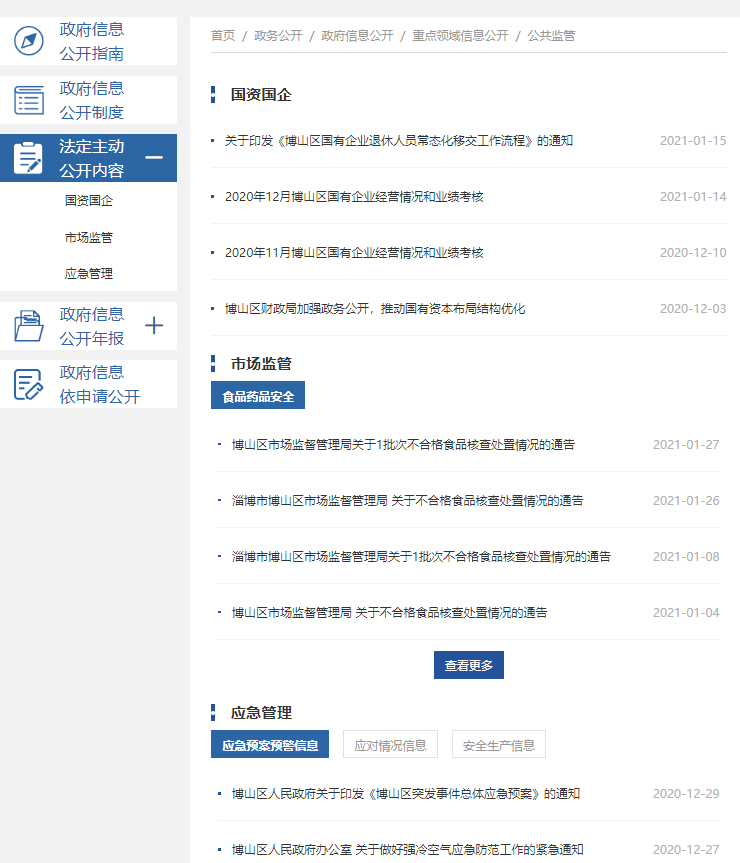 政府信息
公开指南
政府信息
公开制度
法定主动
公开内容
国资国企
市场监管
应急管理
政府信息
公开年报
政府信息
依申请公开
首页 / 政务公开 / 政府信息公开 / 重点领域信息公开 / 公共监管
国资国企
关于印发《博山区国有企业退休人员常态化移交工作流程》的通知 2021-01-15
2020年12月博山区国有企业经营情况和业绩考核 2021-01-14
2020年11月博山区国有企业经营情况和业绩考核 2020-12-10
博山区财政局加强政务公开，推动国有资本布局结构优化 2020-12-03
市场监管
食品药品安全
博山区市场监督管理局关于1批次不合格食品核查处置情况的通告 2021-01-27
淄博市博山区市场监督管理局 关于不合格食品核查处置情况的通告 2021-01-26
淄博市博山区市场监督管理局关于1批次不合格食品核查处置情况的通告 2021-01-08
博山区市场监督管理局 关于不合格食品核查处置情况的通告 2021-01-04
查看更多
应急管理
应急预案预警信息 应对情况信息 安全生产信息
博山区人民政府关于印发《博山区突发事件总体应急预案》的通知 2020-12-29
博山区人民政府办公室 关于做好强冷空气应急防范工作的紧急通知 2020-12-27